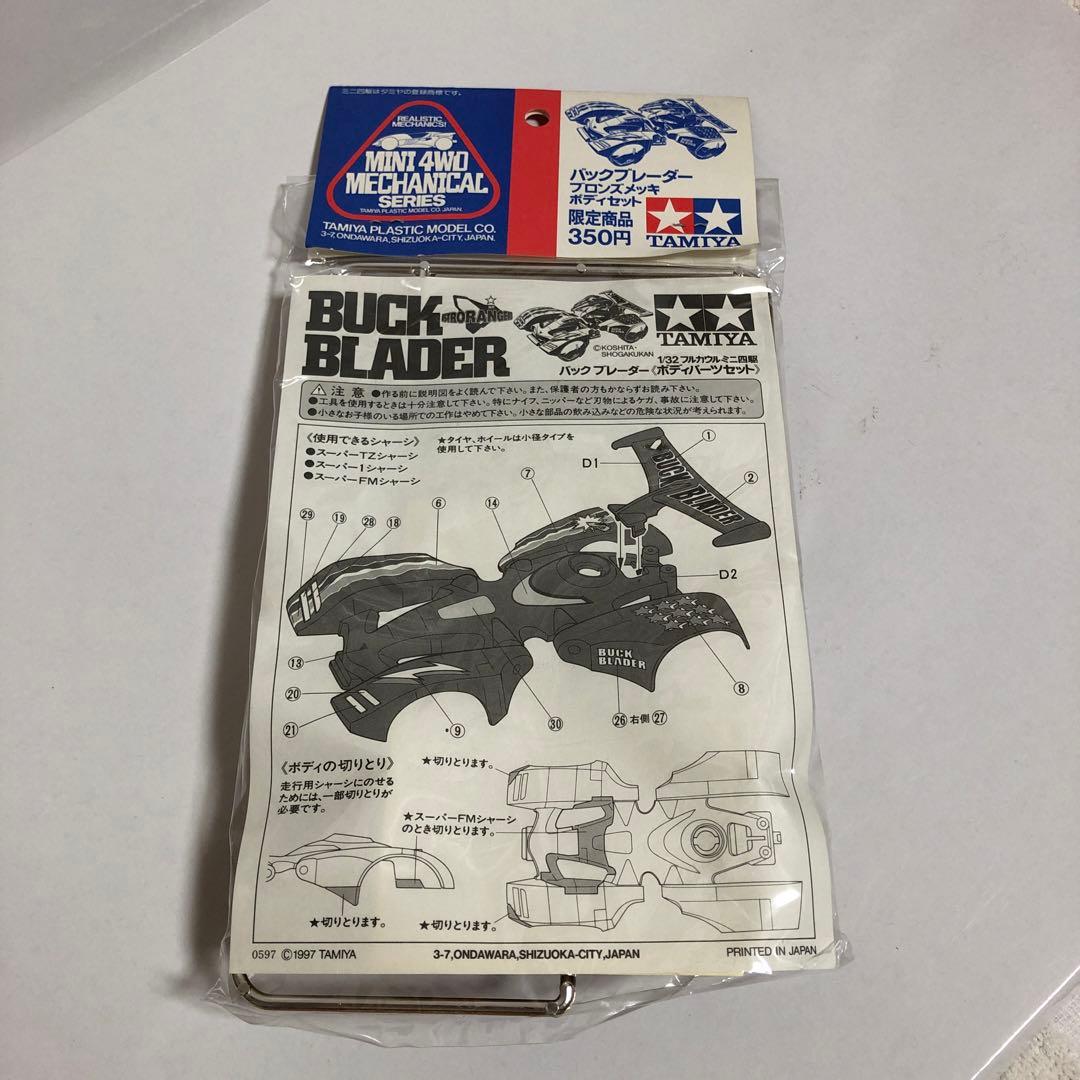 ミニ四駆はタミヤの登録商標です。
REALISTIC
MECHANICS!
MINI 4WD
MECHANICAL
SERIES
TAMIYA PLASTIC MODEL CO. JAPAN.
TAMIYA PLASTIC MODEL CO.
3-7, ONDAWARA, SHIZUOKA-CITY, JAPAN.
バックブレーダー
ブロンズメッキ
ボディセット
限定商品
350円
TAMIYA
BUCK
BLADER
ASTRORANGER
©KOSHITA・
SHOGAKUKAN
TAMIYA
1/32フルカウルミニ四駆
バック ブレーダー《ボディパーツセット》
注意 ●作る前に説明図をよく読んで下さい。また、保護者の方もかならずお読み下さい。
●工具を使用するときは十分注意して下さい。特にナイフ、ニッパーなど刃物によるケガ、事故に注意して下さい。
●小さなお子様のいる場所での工作はやめて下さい。小さな部品の飲み込みなどの危険な状況が考えられます。
《使用できるシャーシ》
●スーパーTZシャーシ
●スーパー1シャーシ
●スーパーFMシャーシ
★タイヤ、ホイールは小径タイプを
使用して下さい。
D1
①
②
BUCK BLADER
⑦
⑭
⑥
㉙ ⑲ ㉘ ⑱
D2
BUCK
BLADER
⑬
⑳
㉑
⑨
㉚
㉖ 右側 ㉗
⑧
《ボディの切りとり》
走行用シャーシにのせる
ためには、一部切りとりが
必要です。
★切りとります。
★スーパーFMシャーシ
のとき切りとります。
★切りとります。
★切りとります。
0597 ©1997 TAMIYA
3-7, ONDAWARA, SHIZUOKA-CITY, JAPAN
PRINTED IN JAPAN